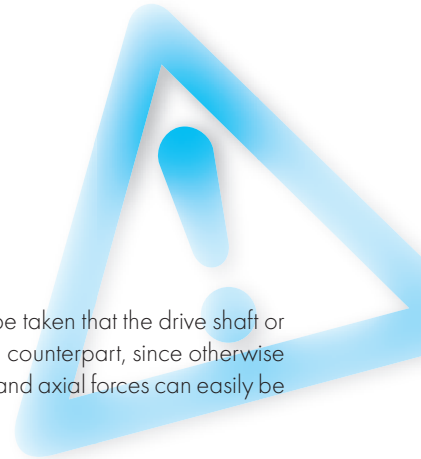 be taken that the drive shaft or
counterpart, since otherwise
and axial forces can easily be